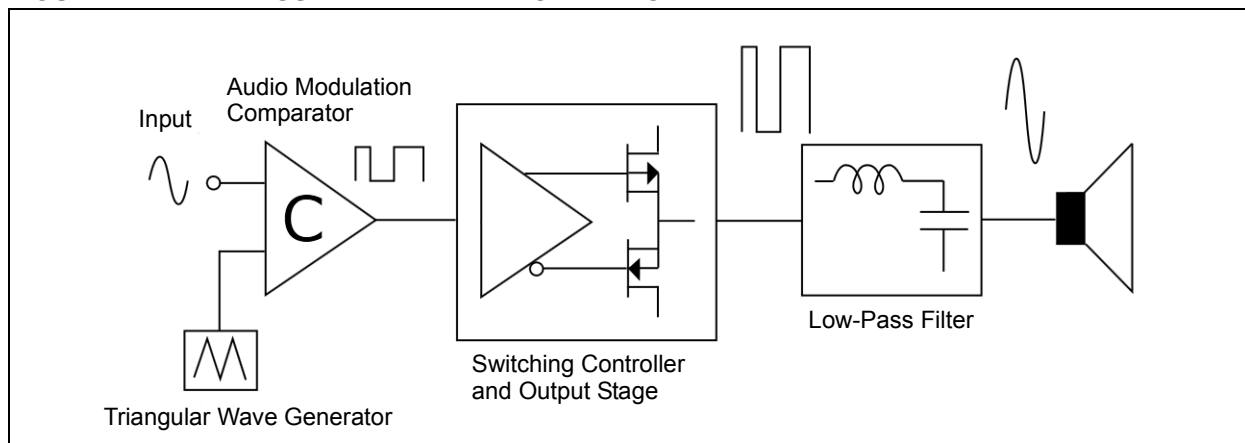 Audio Modulation
Comparator
Input
C
Low-Pass Filter
Switching Controller
and Output Stage
Triangular Wave Generator